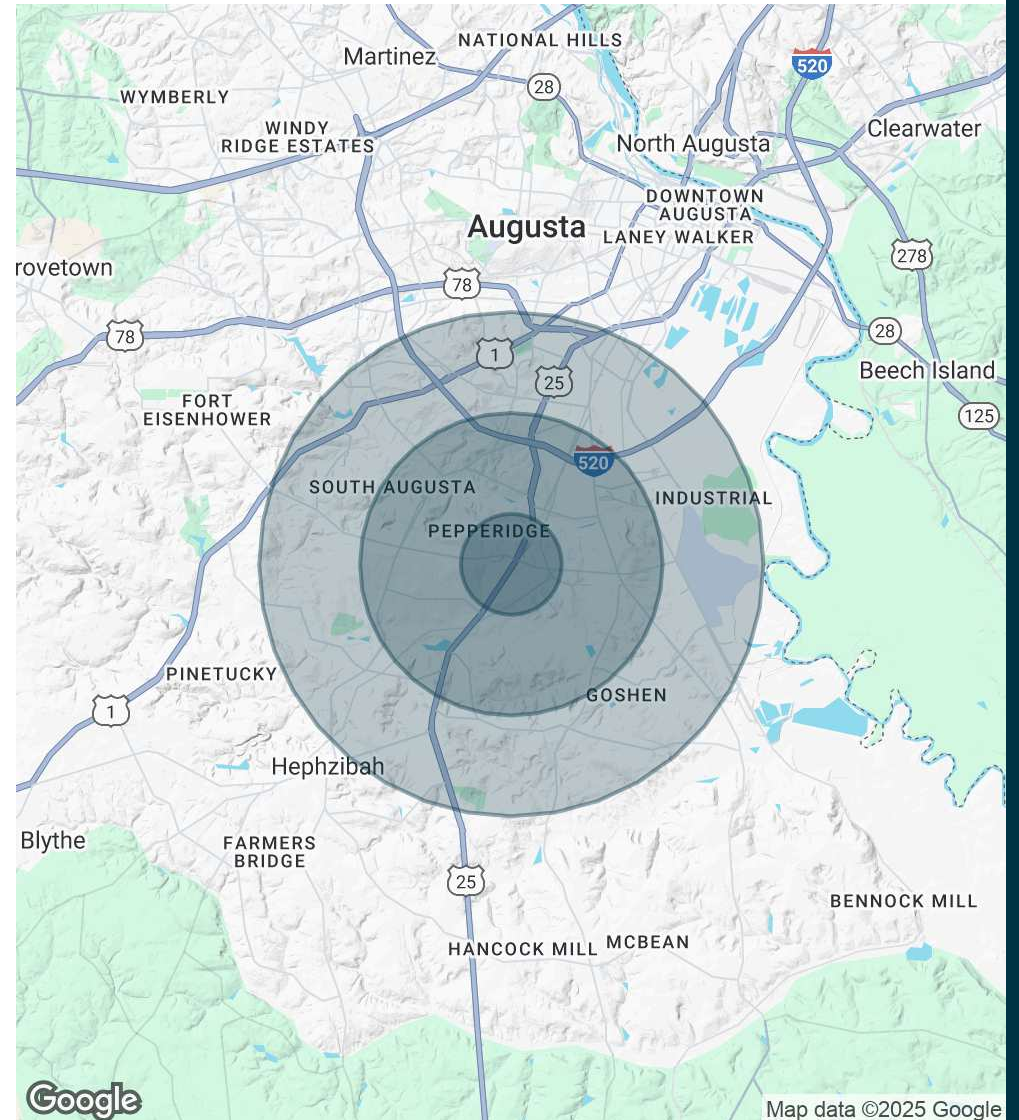 NATIONAL HILLS
Martinez
520
28
WYMBERLY
WINDY
RIDGE ESTATES
Clearwater
North Augusta
DOWNTOWN
AUGUSTA
Augusta
LANEY WALKER
278
rovetown
78
78
28
1
25
Beech Island
FORT
EISENHOWER
125
520
SOUTH AUGUSTA
INDUSTRIAL
PEPPERIDGE
PINETUCKY
GOSHEN
1
Hephzibah
Blythe
FARMERS
BRIDGE
25
BENNOCK MILL
HANCOCK MILL
MCBEAN
Google
Map data ©2025 Google